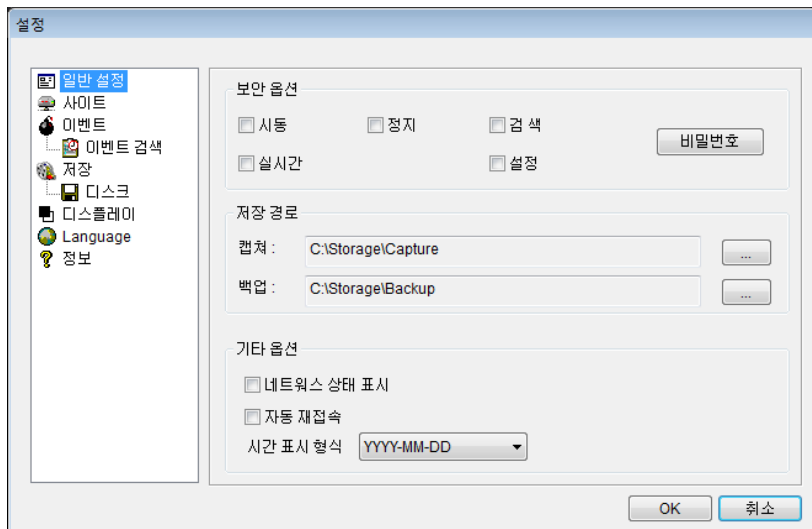 설정
일반 설정
사이트
이벤트
이벤트 검색
저장
디스크
디스플레이
Language
정보
보안 옵션
시동
정지
검 색
비밀번호
실시간
설정
저장 경로
캡쳐 :
C:\Storage\Capture
...
백업 :
C:\Storage\Backup
...
기타 옵션
네트웍스 상태 표시
자동 재접속
시간 표시 형식
YYYY-MM-DD
OK
취소